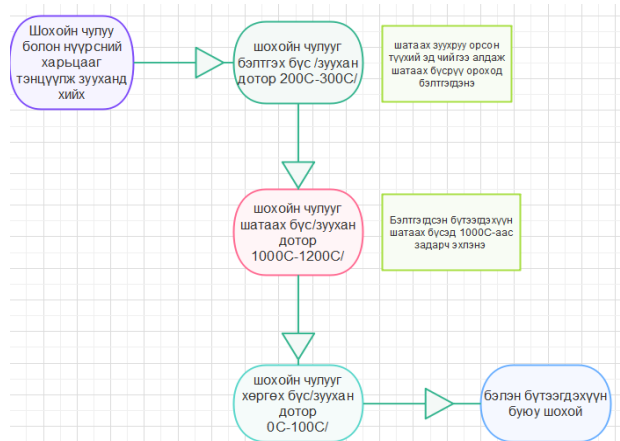 Шохойн чулуу
болон нүүрсний
харьцааг
тэнцүүлж зууханд
хийх
шохойн чулууг
бэлтгэх бүс /зуухан
дотор 200С-300С/
шатаах зуухруу орсон
түүхий эд чийгээ алдаж
шатаах бүсрүү ороход
бэлтгэгдэнэ
шохойн чулууг
шатаах бүс/зуухан
дотор
1000С-1200С/
Бэлтгэгдсэн бүтээгдэхүүн
шатаах бүсэд 1000С-аас
задарч эхлэнэ
шохойн чулууг
хөргөх бүс/зуухан
дотор
0С-100С/
бэлэн бүтээгдэхүүн
буюу шохой